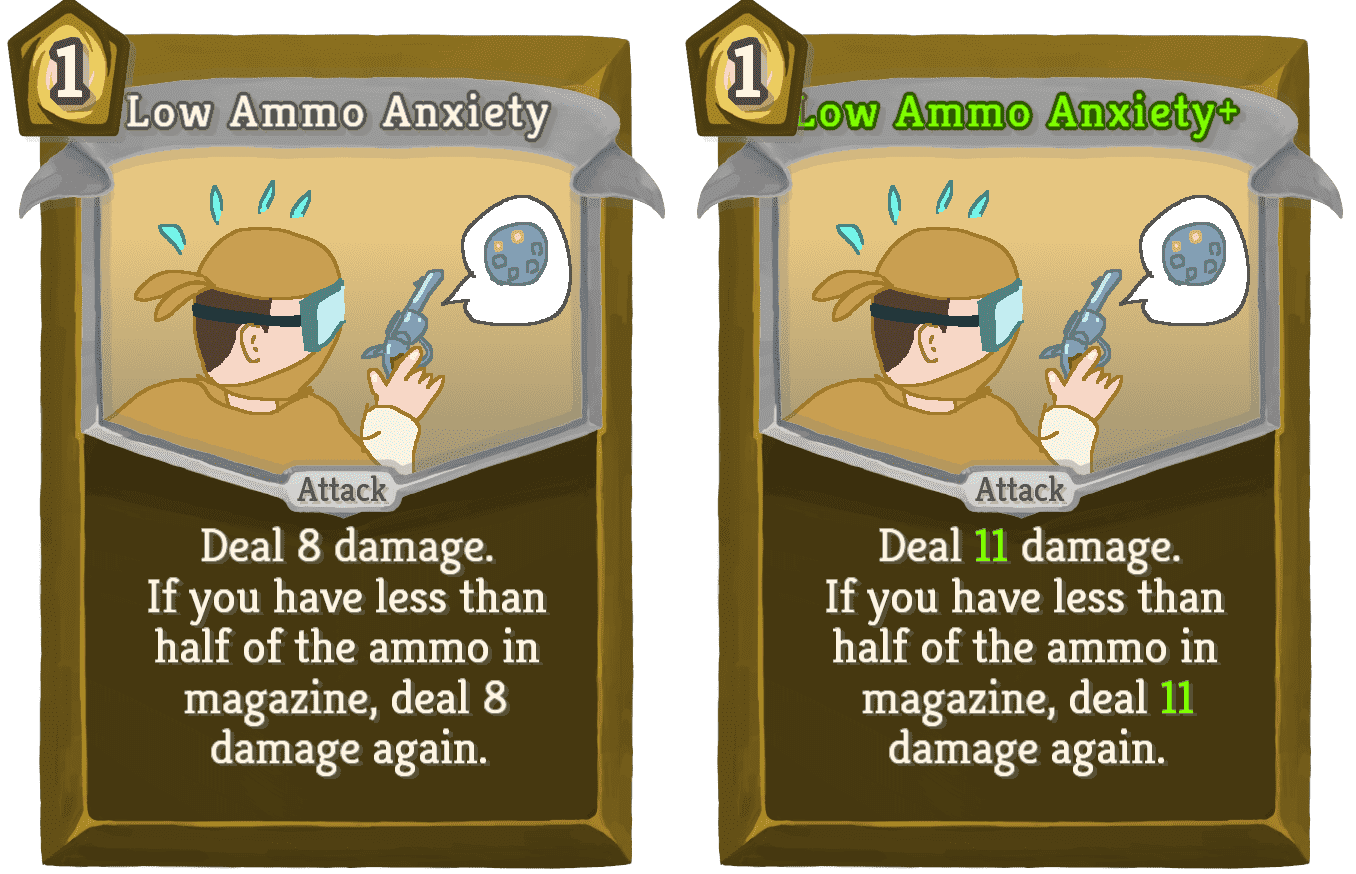 1
Low Ammo Anxiety
Attack
Deal 8 damage.
If you have less than
half of the ammo in
magazine, deal 8
damage again.
1
Low Ammo Anxiety+
Attack
Deal 11 damage.
If you have less than
half of the ammo in
magazine, deal 11
damage again.